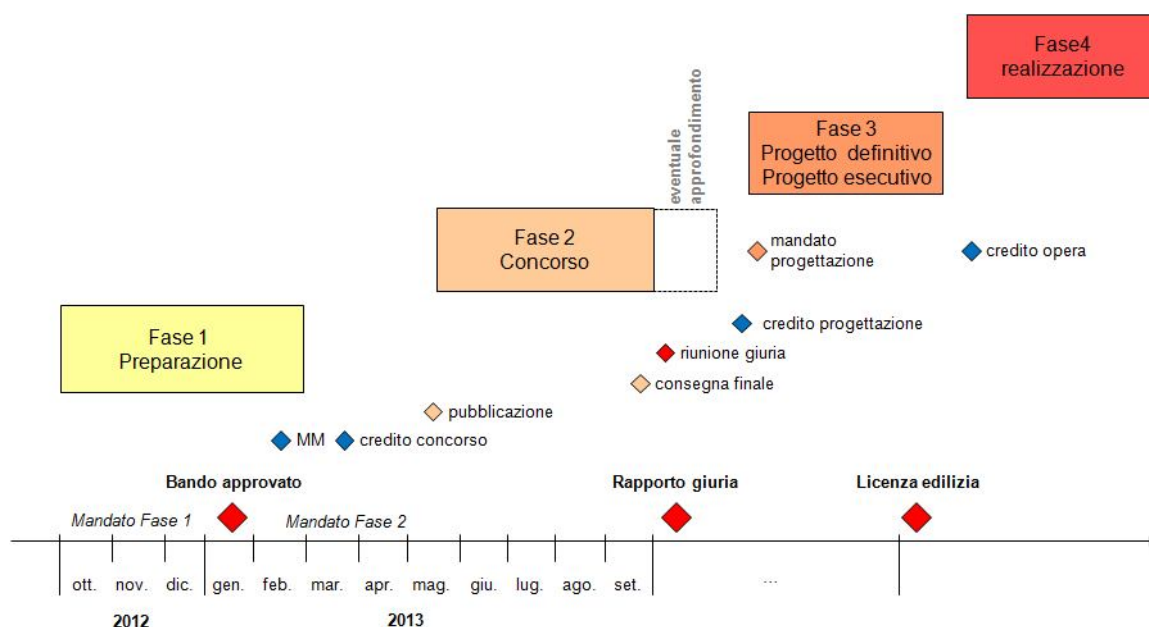 Fase4
realizzazione
eventuale
approfondimento
Fase 3
Progetto definitivo
Progetto esecutivo
Fase 2
Concorso
mandato
progettazione
credito opera
Fase 1
Preparazione
credito progettazione
riunione giuria
consegna finale
pubblicazione
MM
credito concorso
Bando approvato
Rapporto giuria
Licenza edilizia
Mandato Fase 1
Mandato Fase 2
ott. nov. dic. gen. feb. mar. apr. mag. giu. lug. ago. set. ...
2012 2013